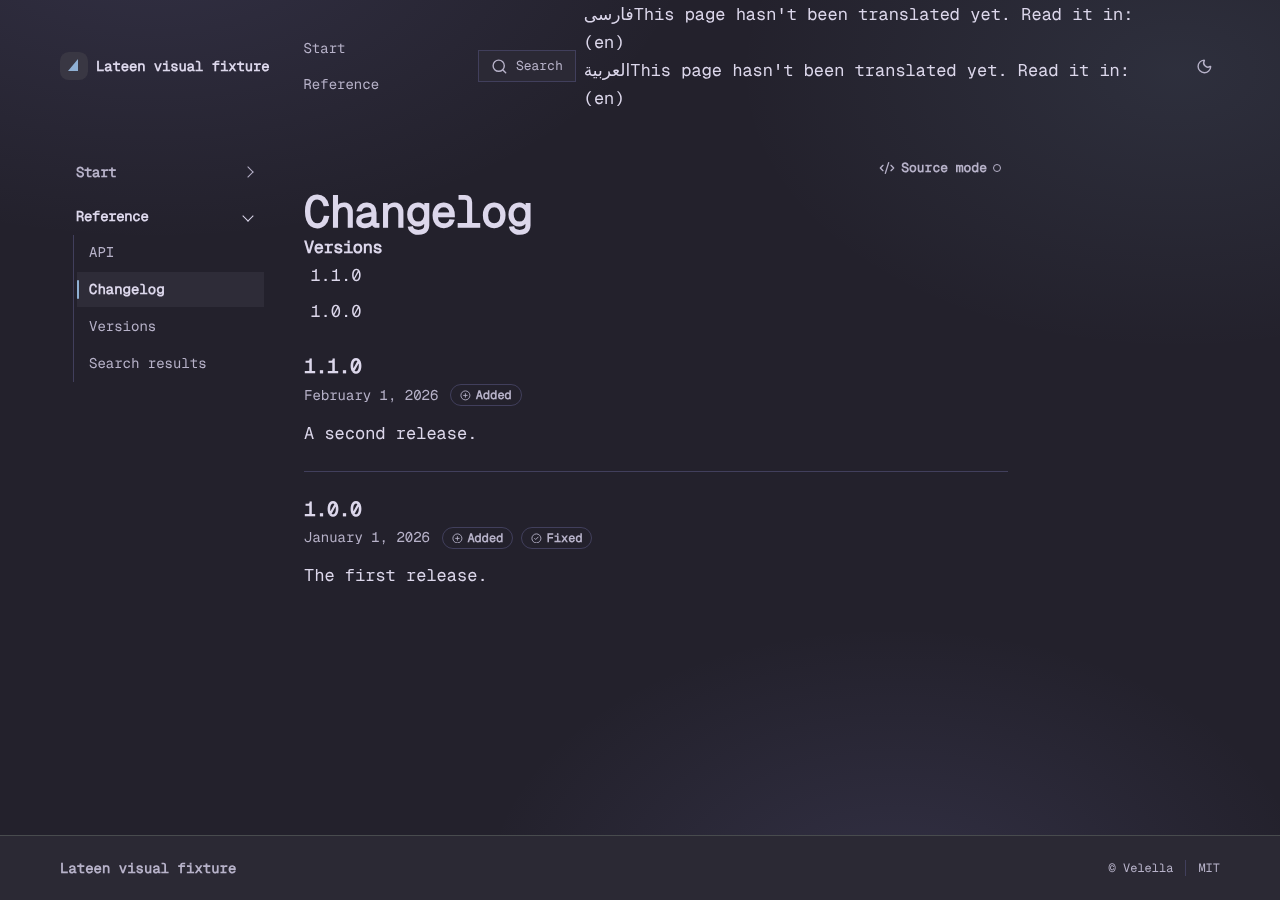 Lateen visual fixture
Start
Reference
Search
فارسیThis page hasn't been translated yet. Read it in:
(en)
العربيةThis page hasn't been translated yet. Read it in:
(en)
Start
Reference
API
Changelog
Versions
Search results
Source mode
Changelog
Versions
1.1.0
1.0.0
1.1.0
February 1, 2026 Added
A second release.
1.0.0
January 1, 2026 Added Fixed
The first release.
Lateen visual fixture
© Velella MIT